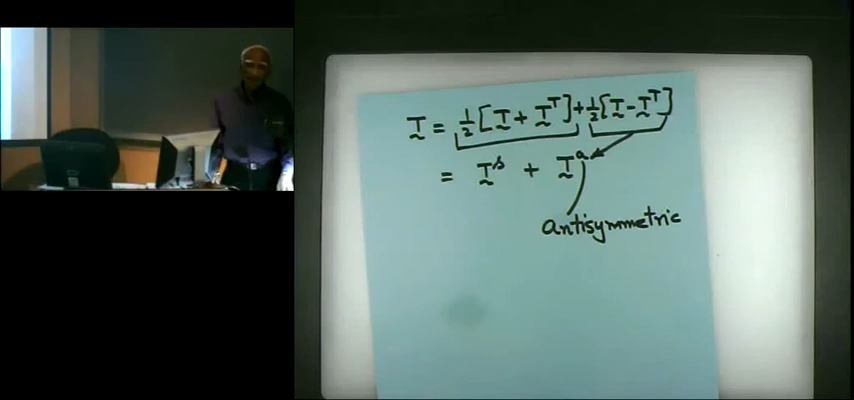 T̰ = ½[T̰ + T̰ᵀ] + ½[T̰ - T̰ᵀ]
= T̰ˢ + T̰ᵃ
antisymmetric